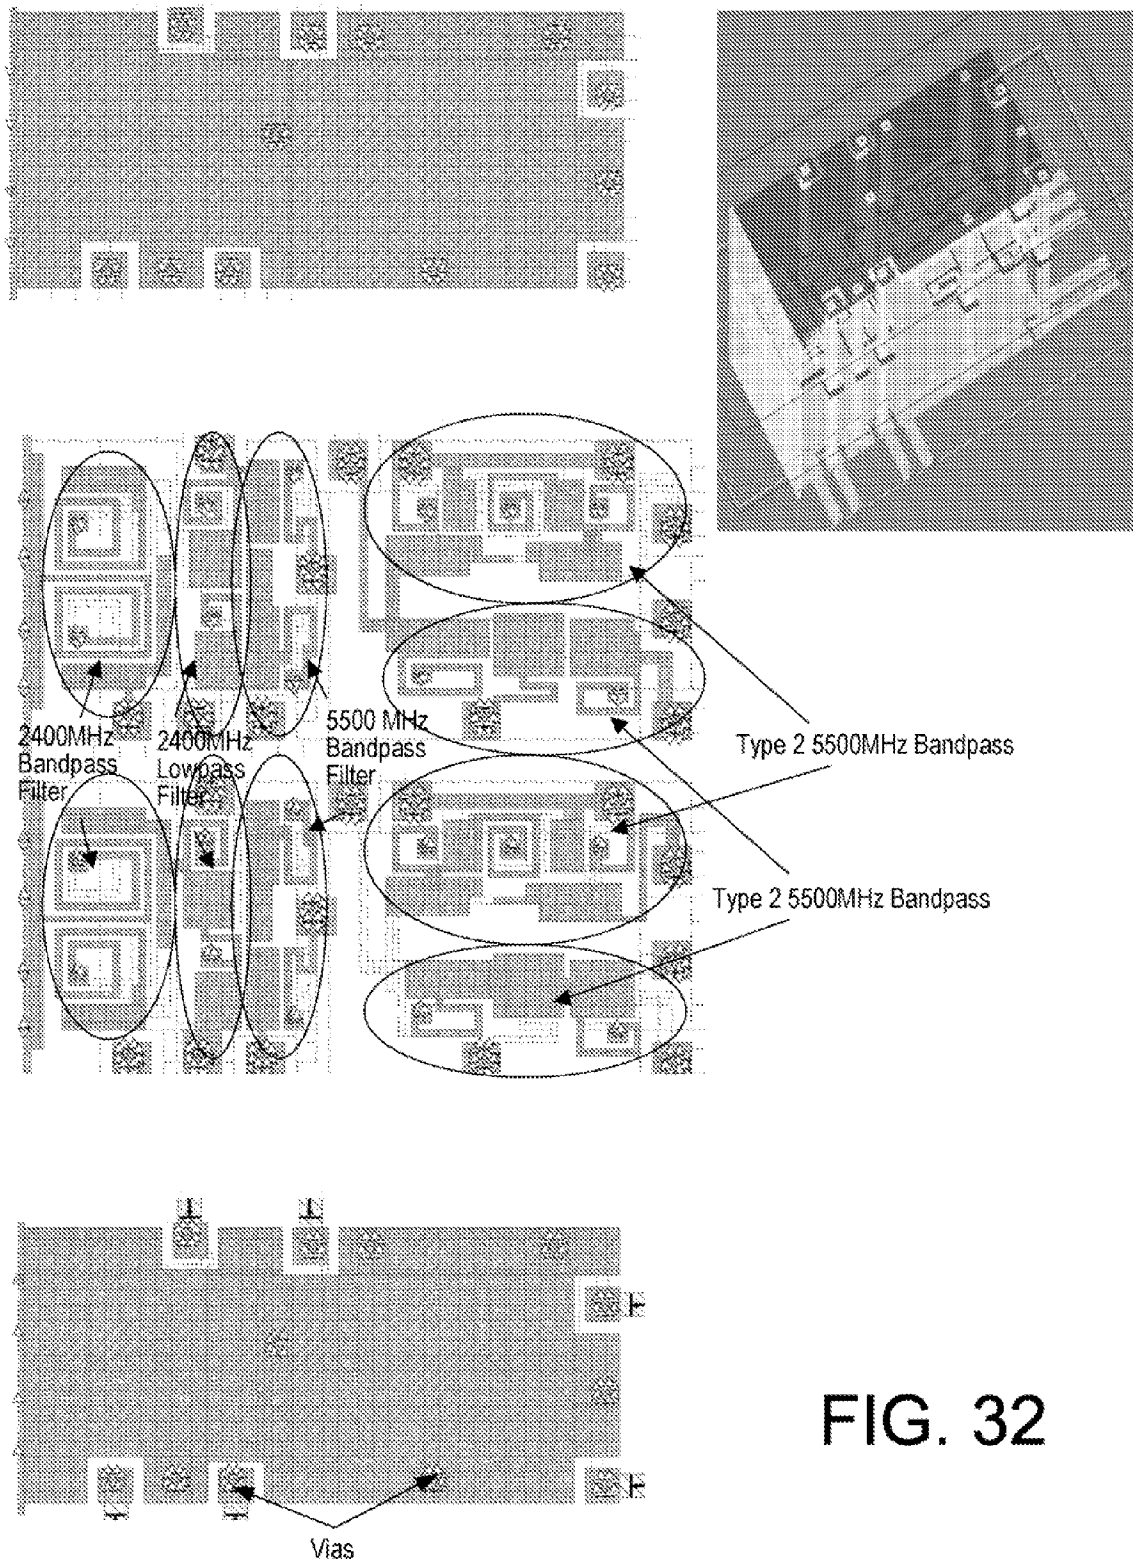 2400MHz
Bandpass
Filter
2400MHz
Lowpass
Filter
5500 MHz
Bandpass
Filter
Type 2 5500MHz Bandpass
Type 2 5500MHz Bandpass
FIG. 32
Vias